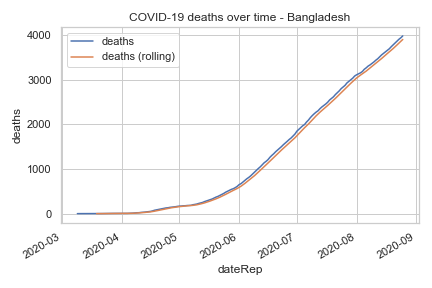 COVID-19 deaths over time - Bangladesh
deaths
deaths (rolling)
4000
3000
2000
1000
0
deaths
2020-03
2020-04
2020-05
2020-06
2020-07
2020-08
2020-09
dateRep